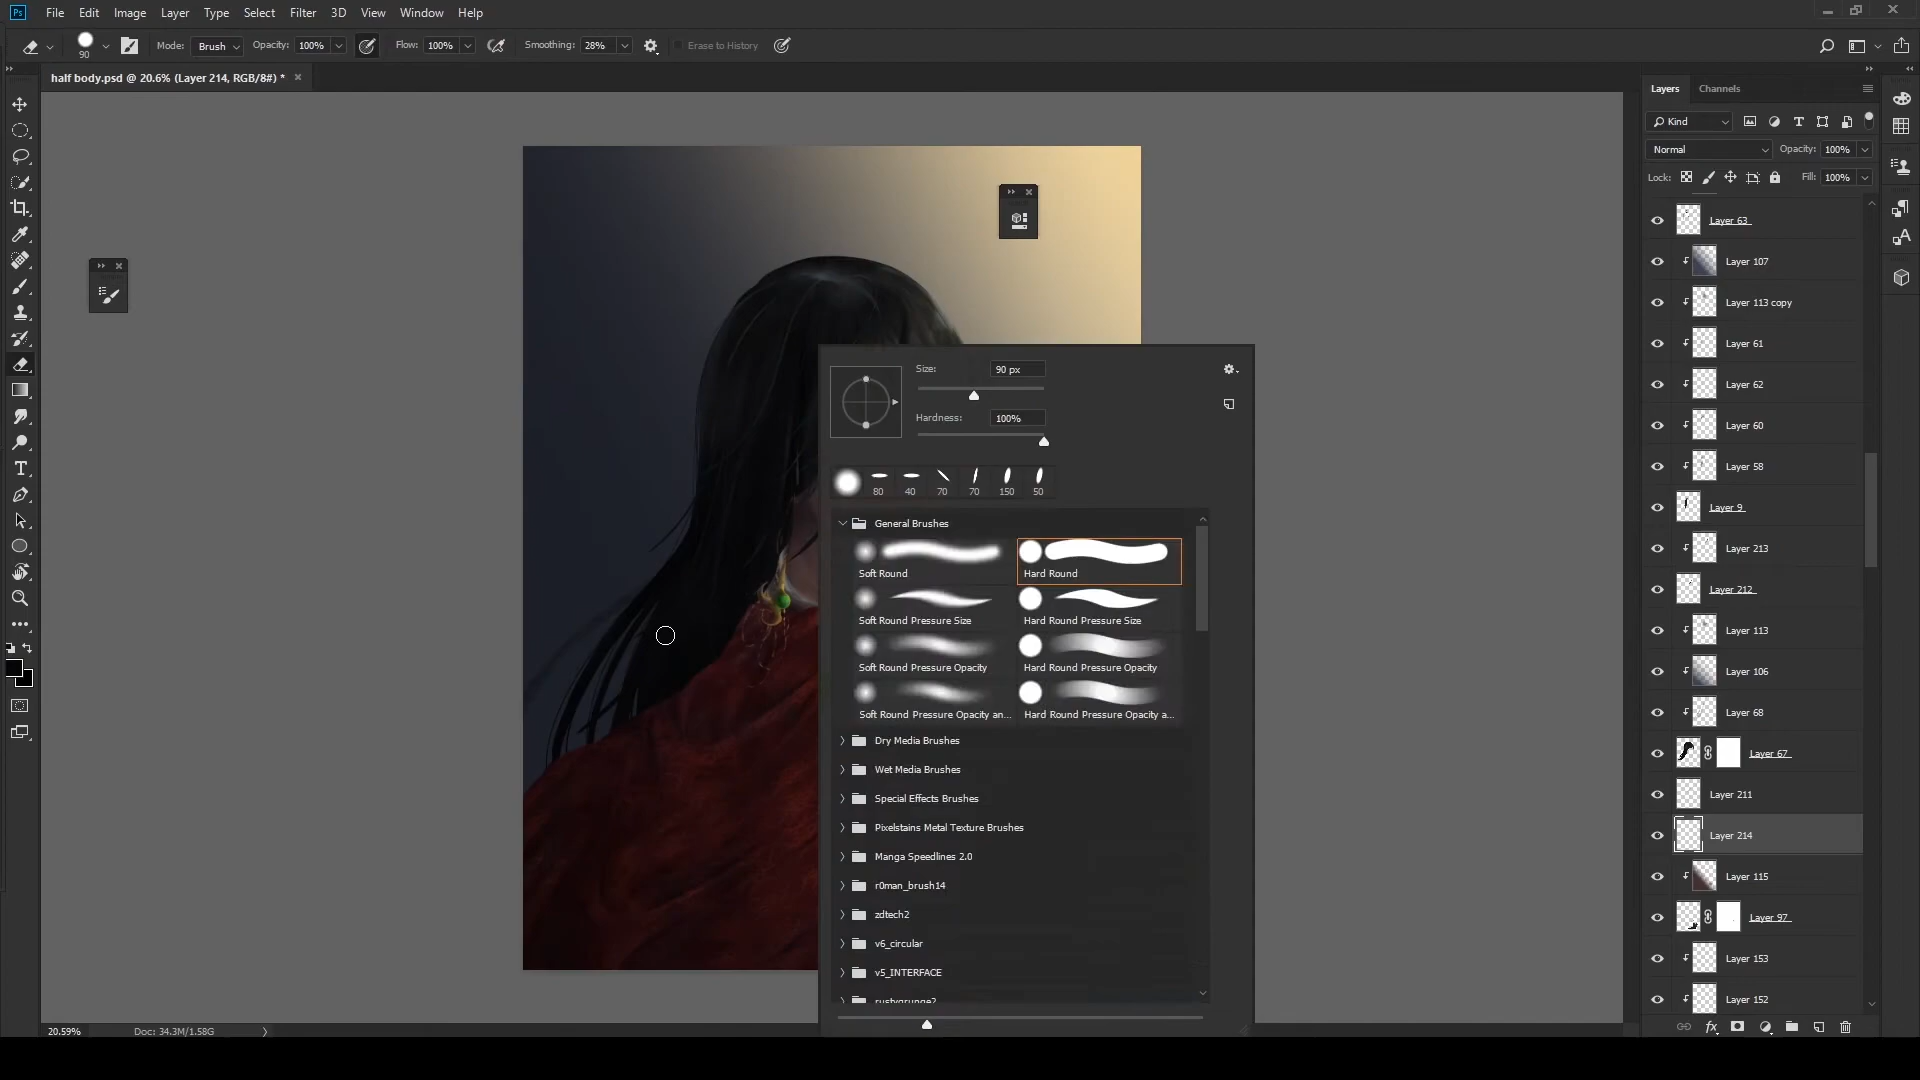 Ps File Edit Image Layer Type Select Filter 3D View Window Help
90 Mode: Brush Opacity: 100% Flow: 100% Smoothing: 28% Erase to History
half body.psd @ 20.6% (Layer 214, RGB/8#) *
Layers Channels
Kind
Normal Opacity: 100%
Lock: Fill: 100%
Layer 63
Layer 107
Layer 113 copy
Layer 61
Layer 62
Layer 60
Layer 58
Layer 9
Layer 213
Layer 212
Layer 113
Layer 106
Layer 68
Layer 67
Layer 211
Layer 214
Layer 115
Layer 97
Layer 153
Layer 152
Size: 90 px
Hardness: 100%
80 40 70 70 150 50
General Brushes
Soft Round Hard Round
Soft Round Pressure Size Hard Round Pressure Size
Soft Round Pressure Opacity Hard Round Pressure Opacity
Soft Round Pressure Opacity an... Hard Round Pressure Opacity a...
Dry Media Brushes
Wet Media Brushes
Special Effects Brushes
Pixelstains Metal Texture Brushes
Manga Speedlines 2.0
r0man_brush14
zdtech2
v6_circular
v5_INTERFACE
rustygrunge2
20.59% Doc: 34.3M/1.58G